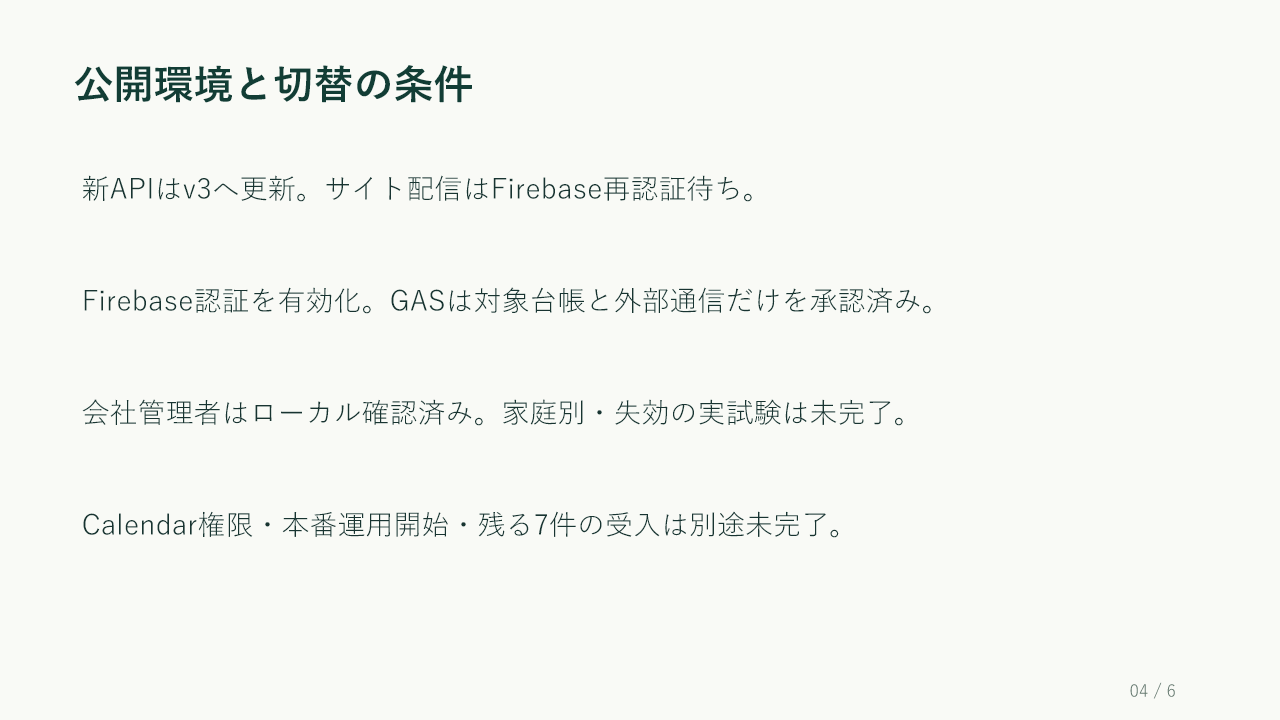 公開環境と切替の条件
新APIはv3へ更新。サイト配信はFirebase再認証待ち。
Firebase認証を有効化。GASは対象台帳と外部通信だけを承認済み。
会社管理者はローカル確認済み。家庭別・失効の実試験は未完了。
Calendar権限・本番運用開始・残る7件の受入は別途未完了。
04 / 6